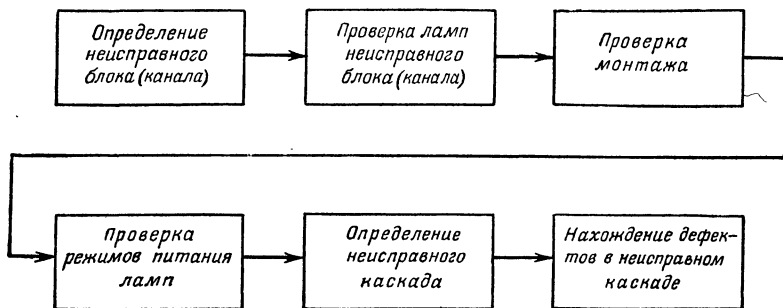 Определение
неисправного
блока (канала)
Проверка ламп
неисправного
блока (канала)
Проверка
монтажа
Проверка
режимов питания
ламп
Определение
неисправного
каскада
Нахождение дефек-
тов в неисправном
каскаде